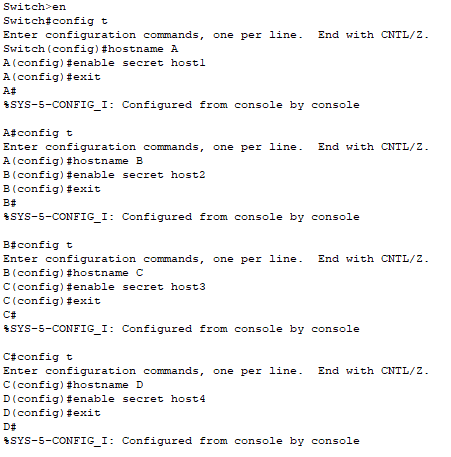 Switch>en
Switch#config t
Enter configuration commands, one per line.  End with CNTL/Z.
Switch(config)#hostname A
A(config)#enable secret host1
A(config)#exit
A#
%SYS-5-CONFIG_I: Configured from console by console

A#config t
Enter configuration commands, one per line.  End with CNTL/Z.
A(config)#hostname B
B(config)#enable secret host2
B(config)#exit
B#
%SYS-5-CONFIG_I: Configured from console by console

B#config t
Enter configuration commands, one per line.  End with CNTL/Z.
B(config)#hostname C
C(config)#enable secret host3
C(config)#exit
C#
%SYS-5-CONFIG_I: Configured from console by console

C#config t
Enter configuration commands, one per line.  End with CNTL/Z.
C(config)#hostname D
D(config)#enable secret host4
D(config)#exit
D#
%SYS-5-CONFIG_I: Configured from console by console